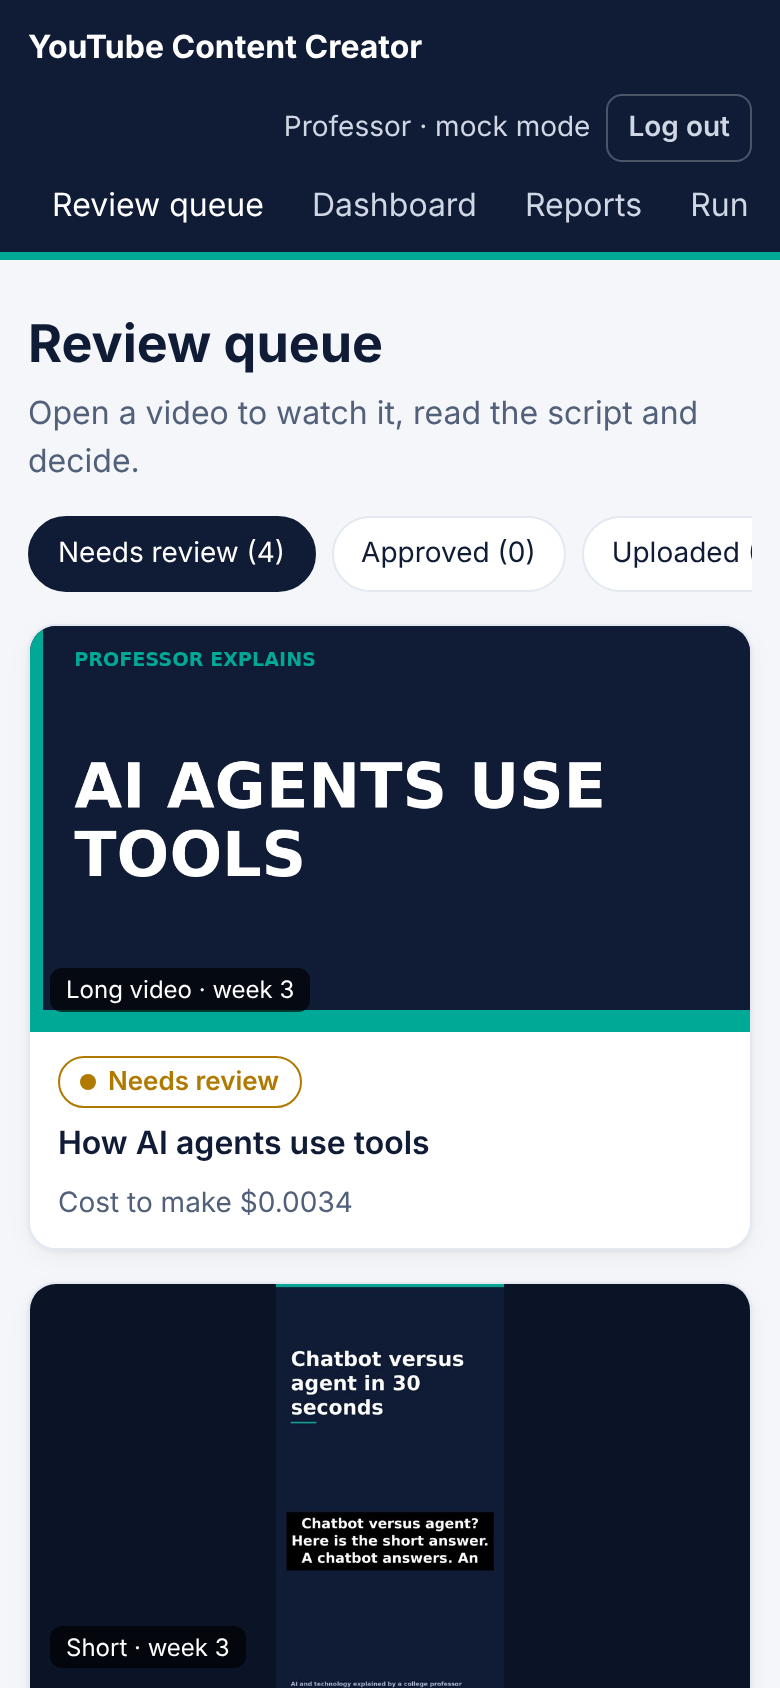 YouTube Content Creator
Professor · mock mode
Log out
Review queue
Dashboard
Reports
Run
Review queue
Open a video to watch it, read the script and
decide.
Needs review (4)
Approved (0)
Uploaded
PROFESSOR EXPLAINS
AI AGENTS USE
TOOLS
Long video · week 3
Needs review
How AI agents use tools
Cost to make $0.0034
Chatbot versus
agent in 30
seconds
Chatbot versus agent?
Here is the short answer.
A chatbot answers. An
Short · week 3
AI and technology explained by a college professor